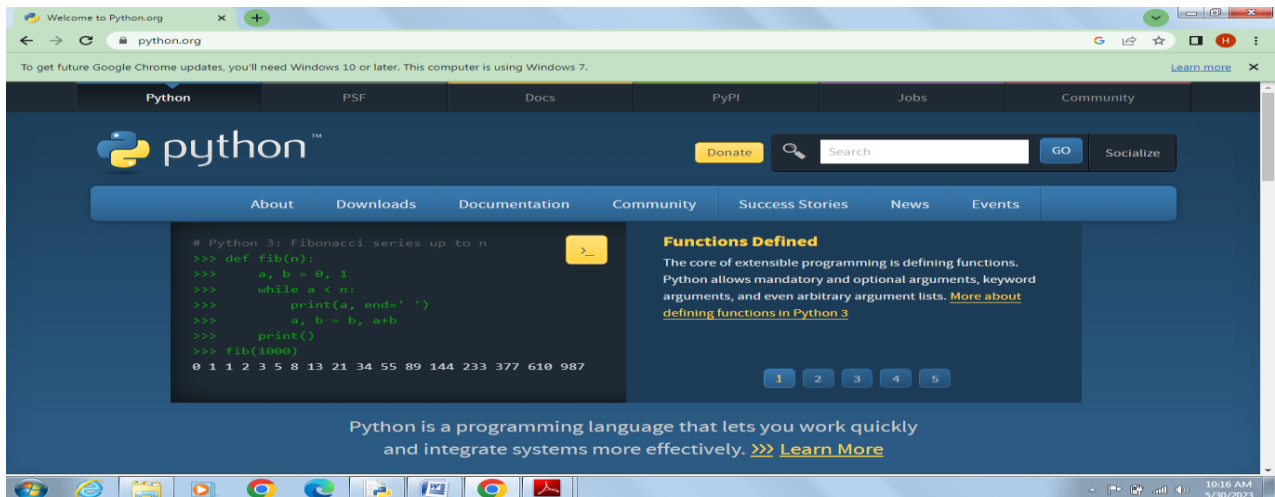 Welcome to Python.org
python.org
G
H
To get future Google Chrome updates, you'll need Windows 10 or later. This computer is using Windows 7. Learn more
Python PSF Docs PyPI Jobs Community
python™
Donate Search GO Socialize
About Downloads Documentation Community Success Stories News Events
# Python 3: Fibonacci series up to n
>>> def fib(n):
>>>     a, b = 0, 1
>>>     while a < n:
>>>         print(a, end=' ')
>>>         a, b = b, a+b
>>>     print()
>>> fib(1000)
0 1 1 2 3 5 8 13 21 34 55 89 144 233 377 610 987
>_
Functions Defined
The core of extensible programming is defining functions.
Python allows mandatory and optional arguments, keyword
arguments, and even arbitrary argument lists. More about
defining functions in Python 3
1 2 3 4 5
Python is a programming language that lets you work quickly
and integrate systems more effectively. >>> Learn More
10:16 AM
5/30/2023